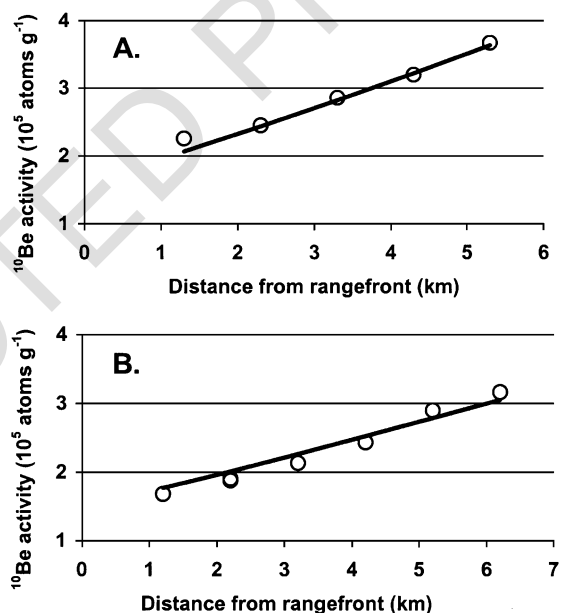 A.
4
3
2
1
0 1 2 3 4 5 6
Distance from rangefront (km)
¹⁰Be activity (10⁵ atoms g⁻¹)
B.
4
3
2
1
0 1 2 3 4 5 6 7
Distance from rangefront (km)
¹⁰Be activity (10⁵ atoms g⁻¹)